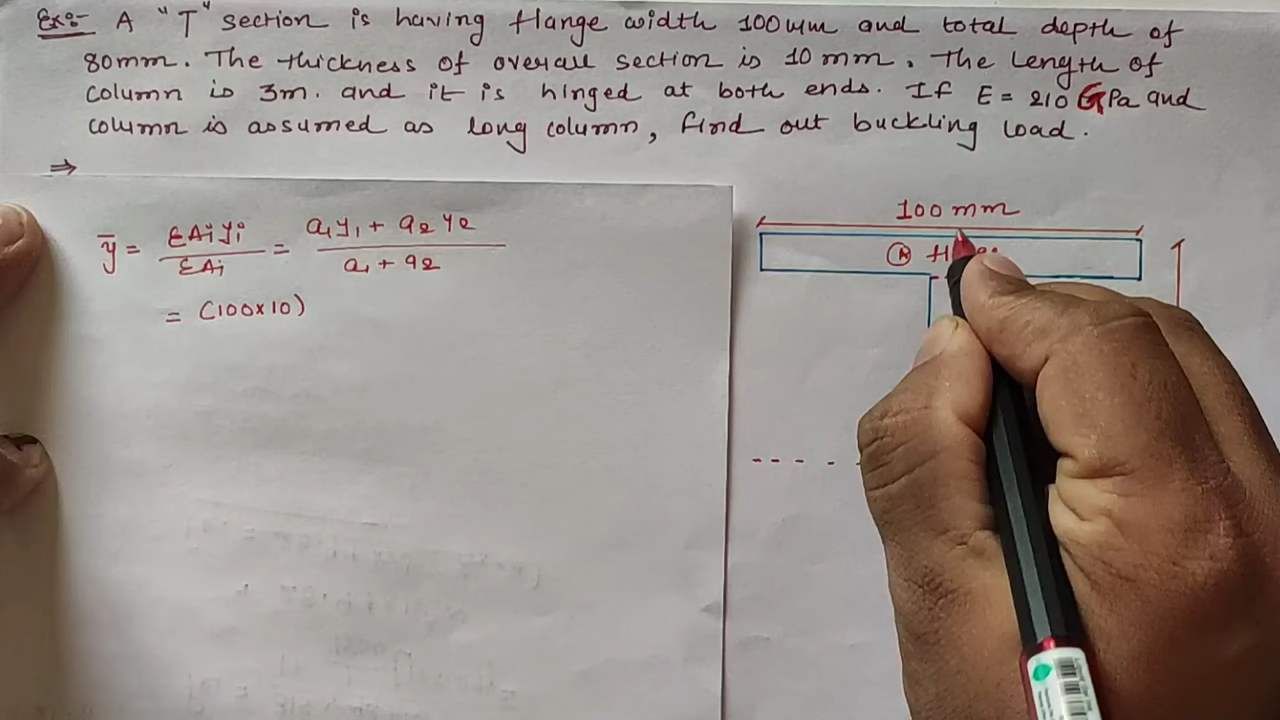 Ex:- A "T" section is having flange width 100mm and total depth of
80mm. The thickness of overall section is 10mm. The Length of
column is 3m. and it is hinged at both ends. If E = 210 GPa and
column is assumed as long column, find out buckling load.
⇒
ȳ = ΣAiyi / ΣAi = a1y1 + a2y2 / a1 + a2
= (100×10)
100mm
A